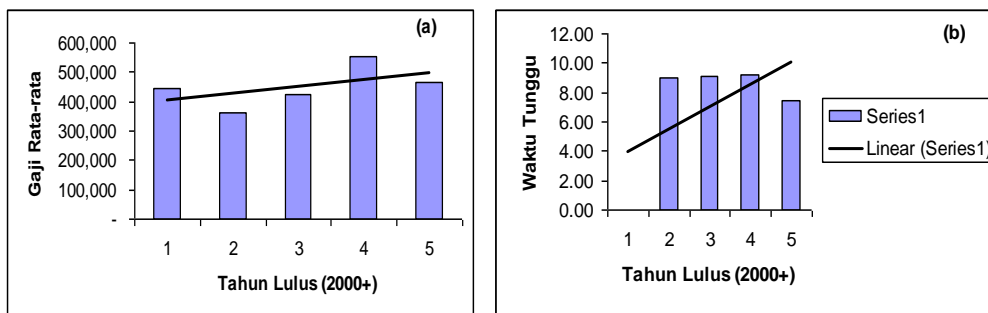 (a)
Gaji Rata-rata
600,000
500,000
400,000
300,000
200,000
100,000
-
1 2 3 4 5
Tahun Lulus (2000+)
(b)
Waktu Tunggu
12.00
10.00
8.00
6.00
4.00
2.00
0.00
1 2 3 4 5
Tahun Lulus (2000+)
Series1
Linear (Series1)